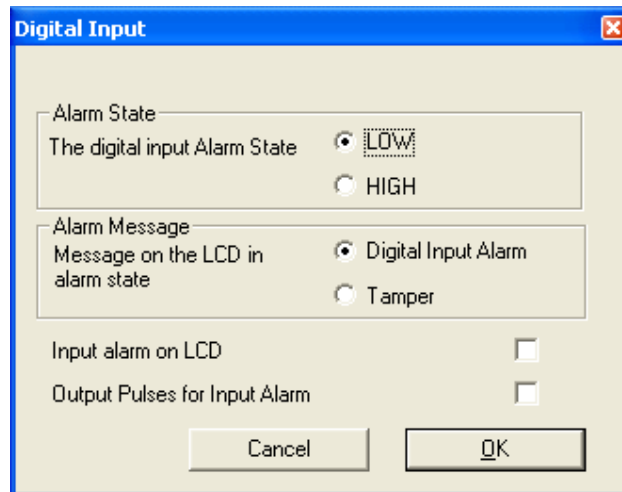 Digital Input
Alarm State
The digital input Alarm State
LOW
HIGH
Alarm Message
Message on the LCD in
alarm state
Digital Input Alarm
Tamper
Input alarm on LCD
Output Pulses for Input Alarm
Cancel
OK